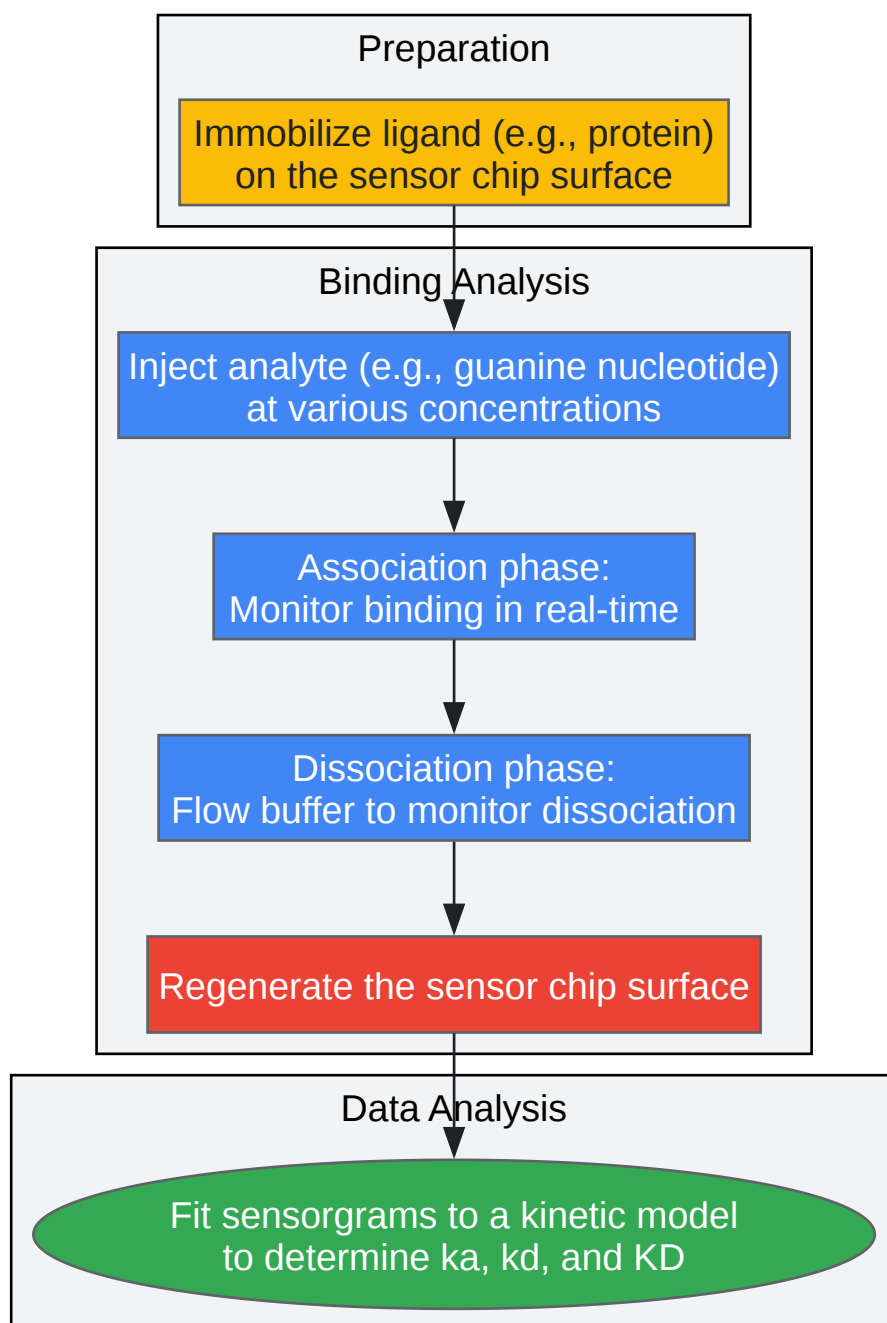 Preparation
Immobilize ligand (e.g., protein)
on the sensor chip surface
Binding Analysis
Inject analyte (e.g., guanine nucleotide)
at various concentrations
Association phase:
Monitor binding in real-time
Dissociation phase:
Flow buffer to monitor dissociation
Regenerate the sensor chip surface
Data Analysis
Fit sensorgrams to a kinetic model
to determine ka, kd, and KD